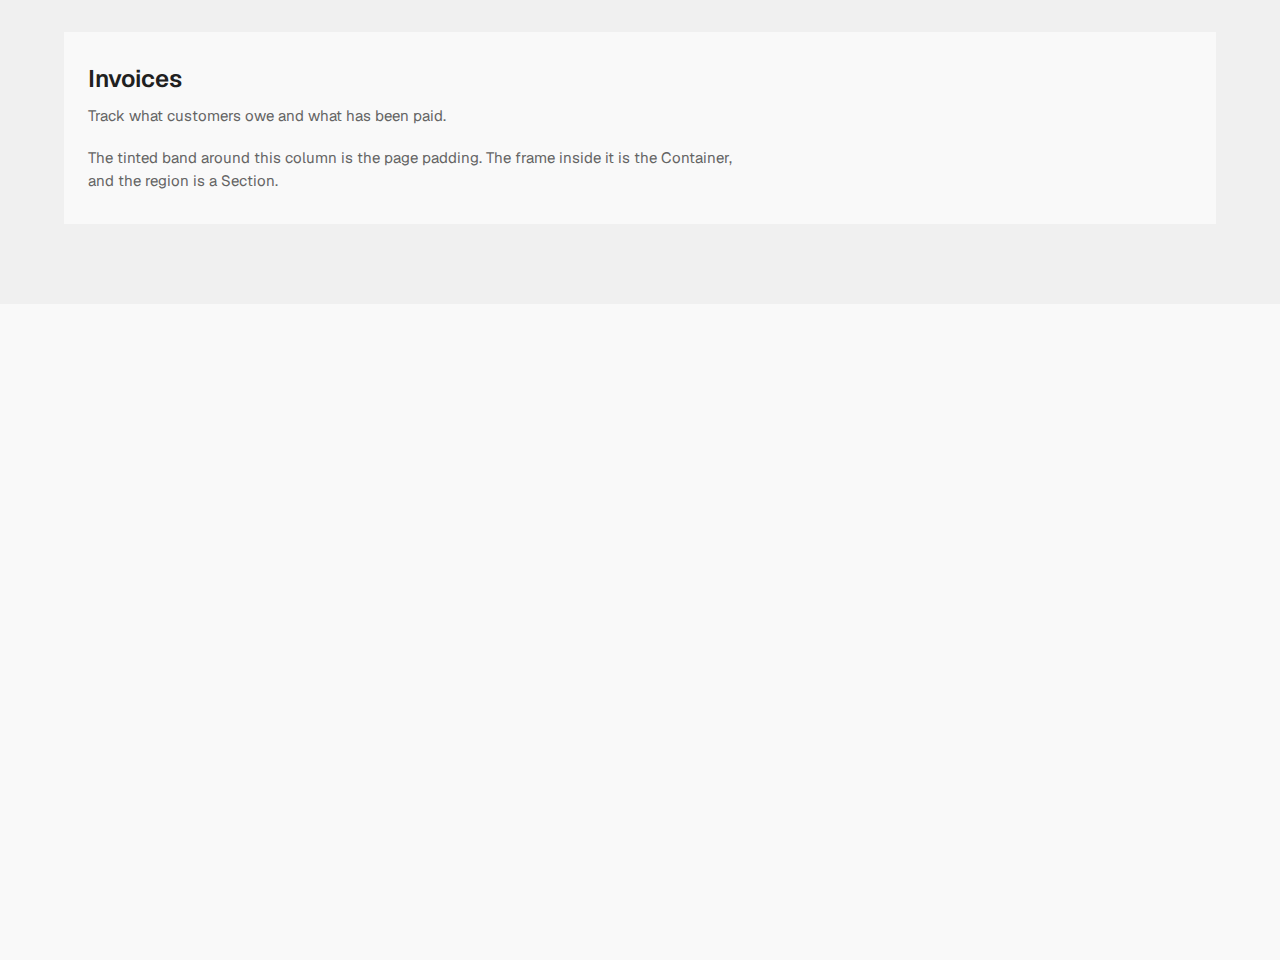 Invoices
Track what customers owe and what has been paid.
The tinted band around this column is the page padding. The frame inside it is the Container,
and the region is a Section.